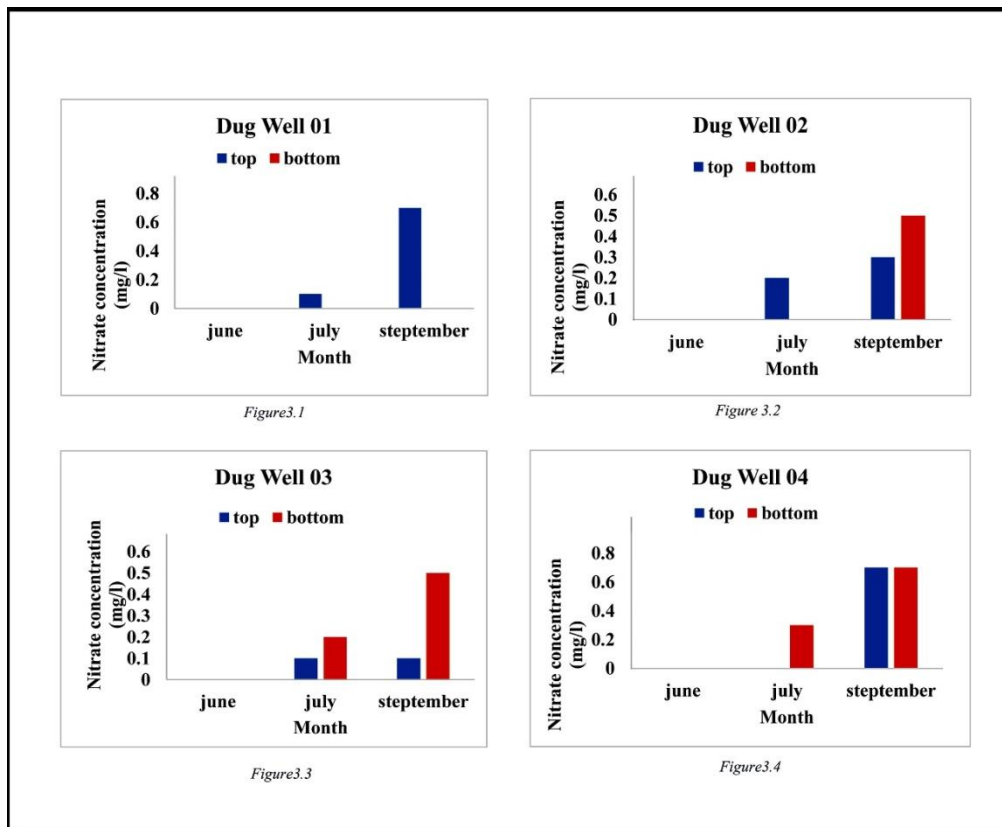 Dug Well 01
top bottom
Nitrate concentration
(mg/l)
0.8
0.6
0.4
0.2
0
june july steptember
Month
Figure3.1
Dug Well 02
top bottom
Nitrate concentration
(mg/l)
0.6
0.5
0.4
0.3
0.2
0.1
0
june july steptember
Month
Figure 3.2
Dug Well 03
top bottom
Nitrate concentration
(mg/l)
0.6
0.5
0.4
0.3
0.2
0.1
0
june july steptember
Month
Figure3.3
Dug Well 04
top bottom
Nitrate concentration
(mg/l)
0.8
0.6
0.4
0.2
0
june july steptember
Month
Figure3.4